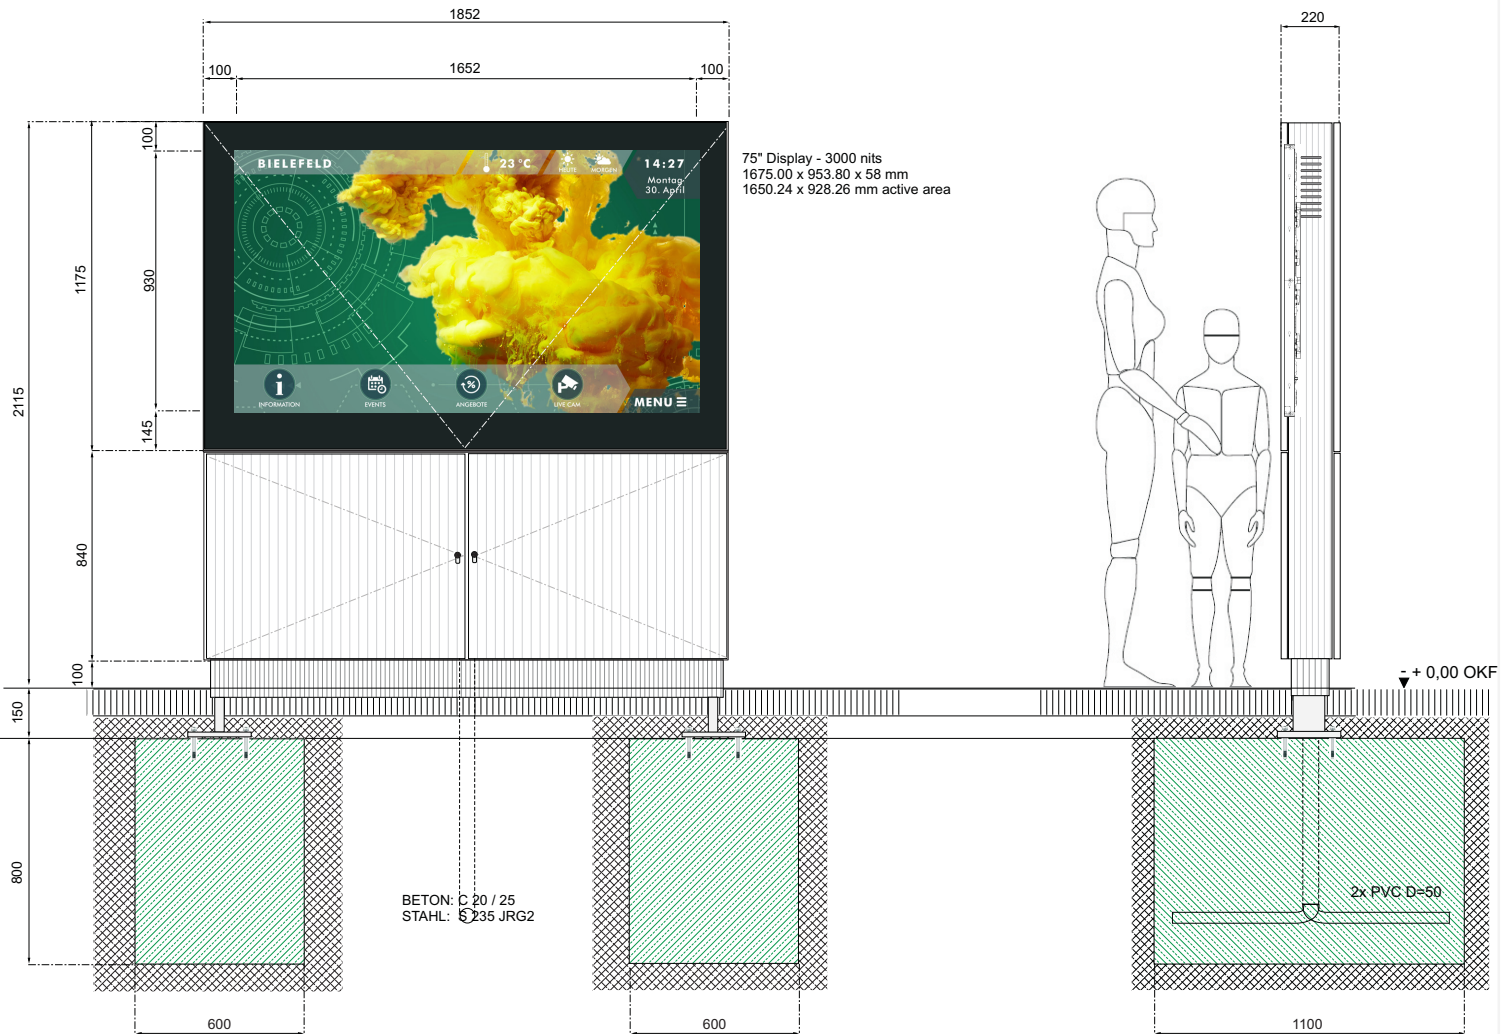 1852
220
100
1652
100
100
BIELEFELD
23°C
HEUTE
MORGEN
14:27
Montag
30. April
75" Display - 3000 nits
1675.00 x 953.80 x 58 mm
1650.24 x 928.26 mm active area
1175
930
2115
INFORMATION
EVENTS
%
ANGEBOTE
LIVE CAM
MENU
145
840
100
- + 0,00 OKF
150
800
BETON: C 20 / 25
STAHL: S 235 JRG2
2x PVC D=50
600
600
1100